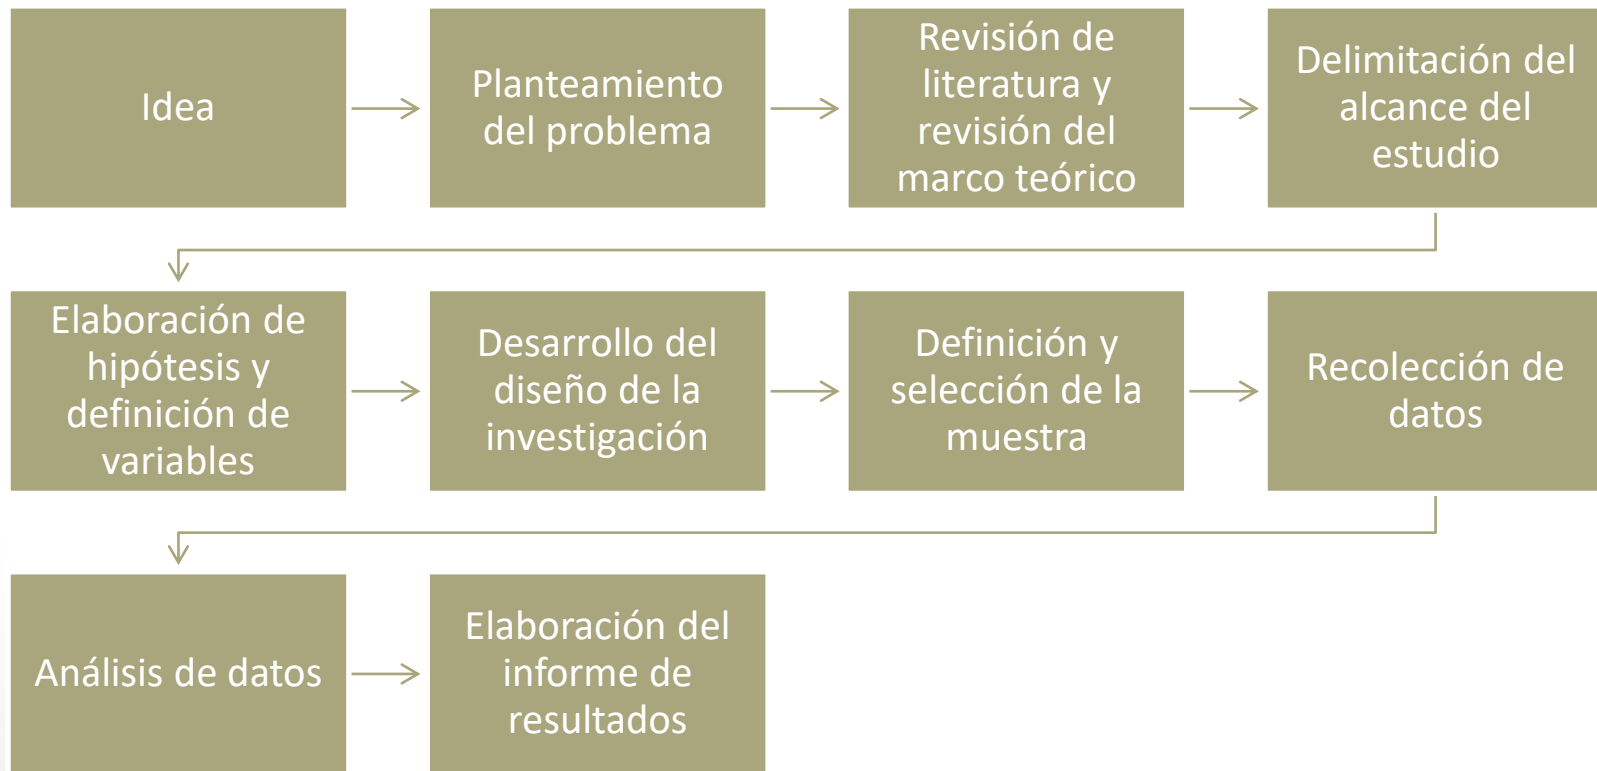 Idea
Planteamiento
del problema
Revisión de
literatura y
revisión del
marco teórico
Delimitación del
alcance del
estudio
Elaboración de
hipótesis y
definición de
variables
Desarrollo del
diseño de la
investigación
Definición y
selección de la
muestra
Recolección de
datos
Análisis de datos
Elaboración del
informe de
resultados